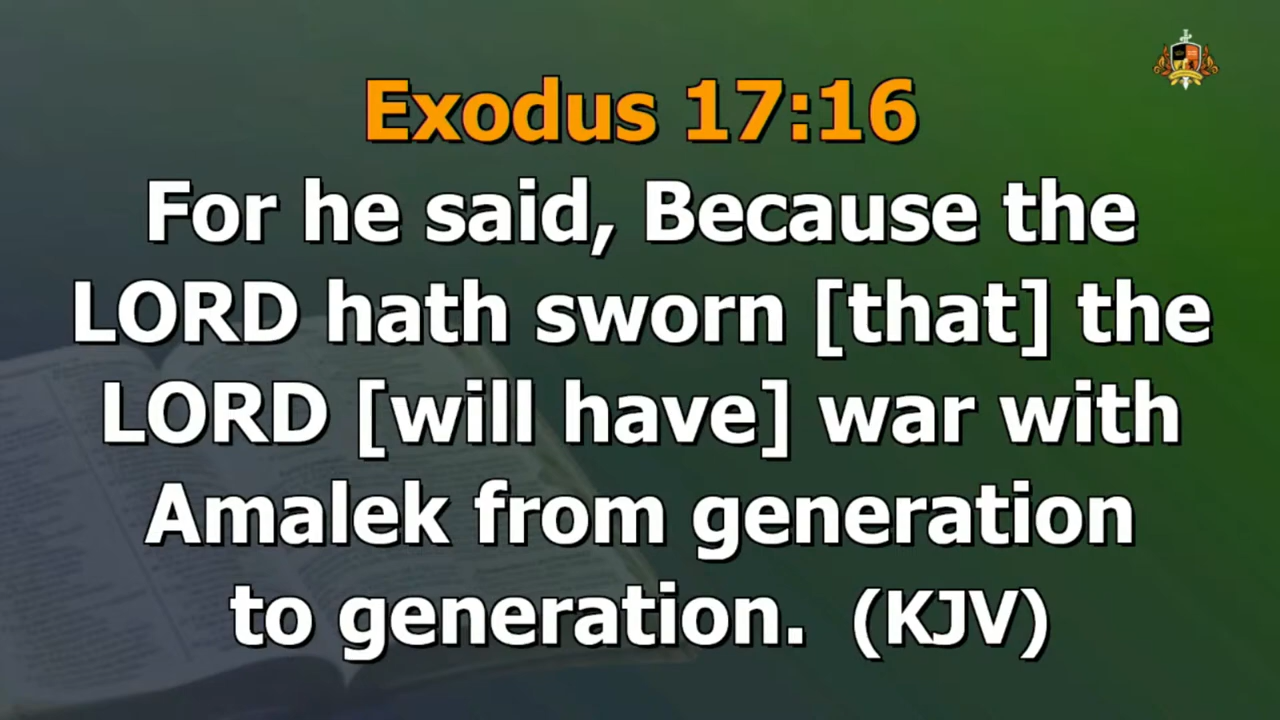 Exodus 17:16
For he said, Because the
LORD hath sworn [that] the
LORD [will have] war with
Amalek from generation
to generation. (KJV)